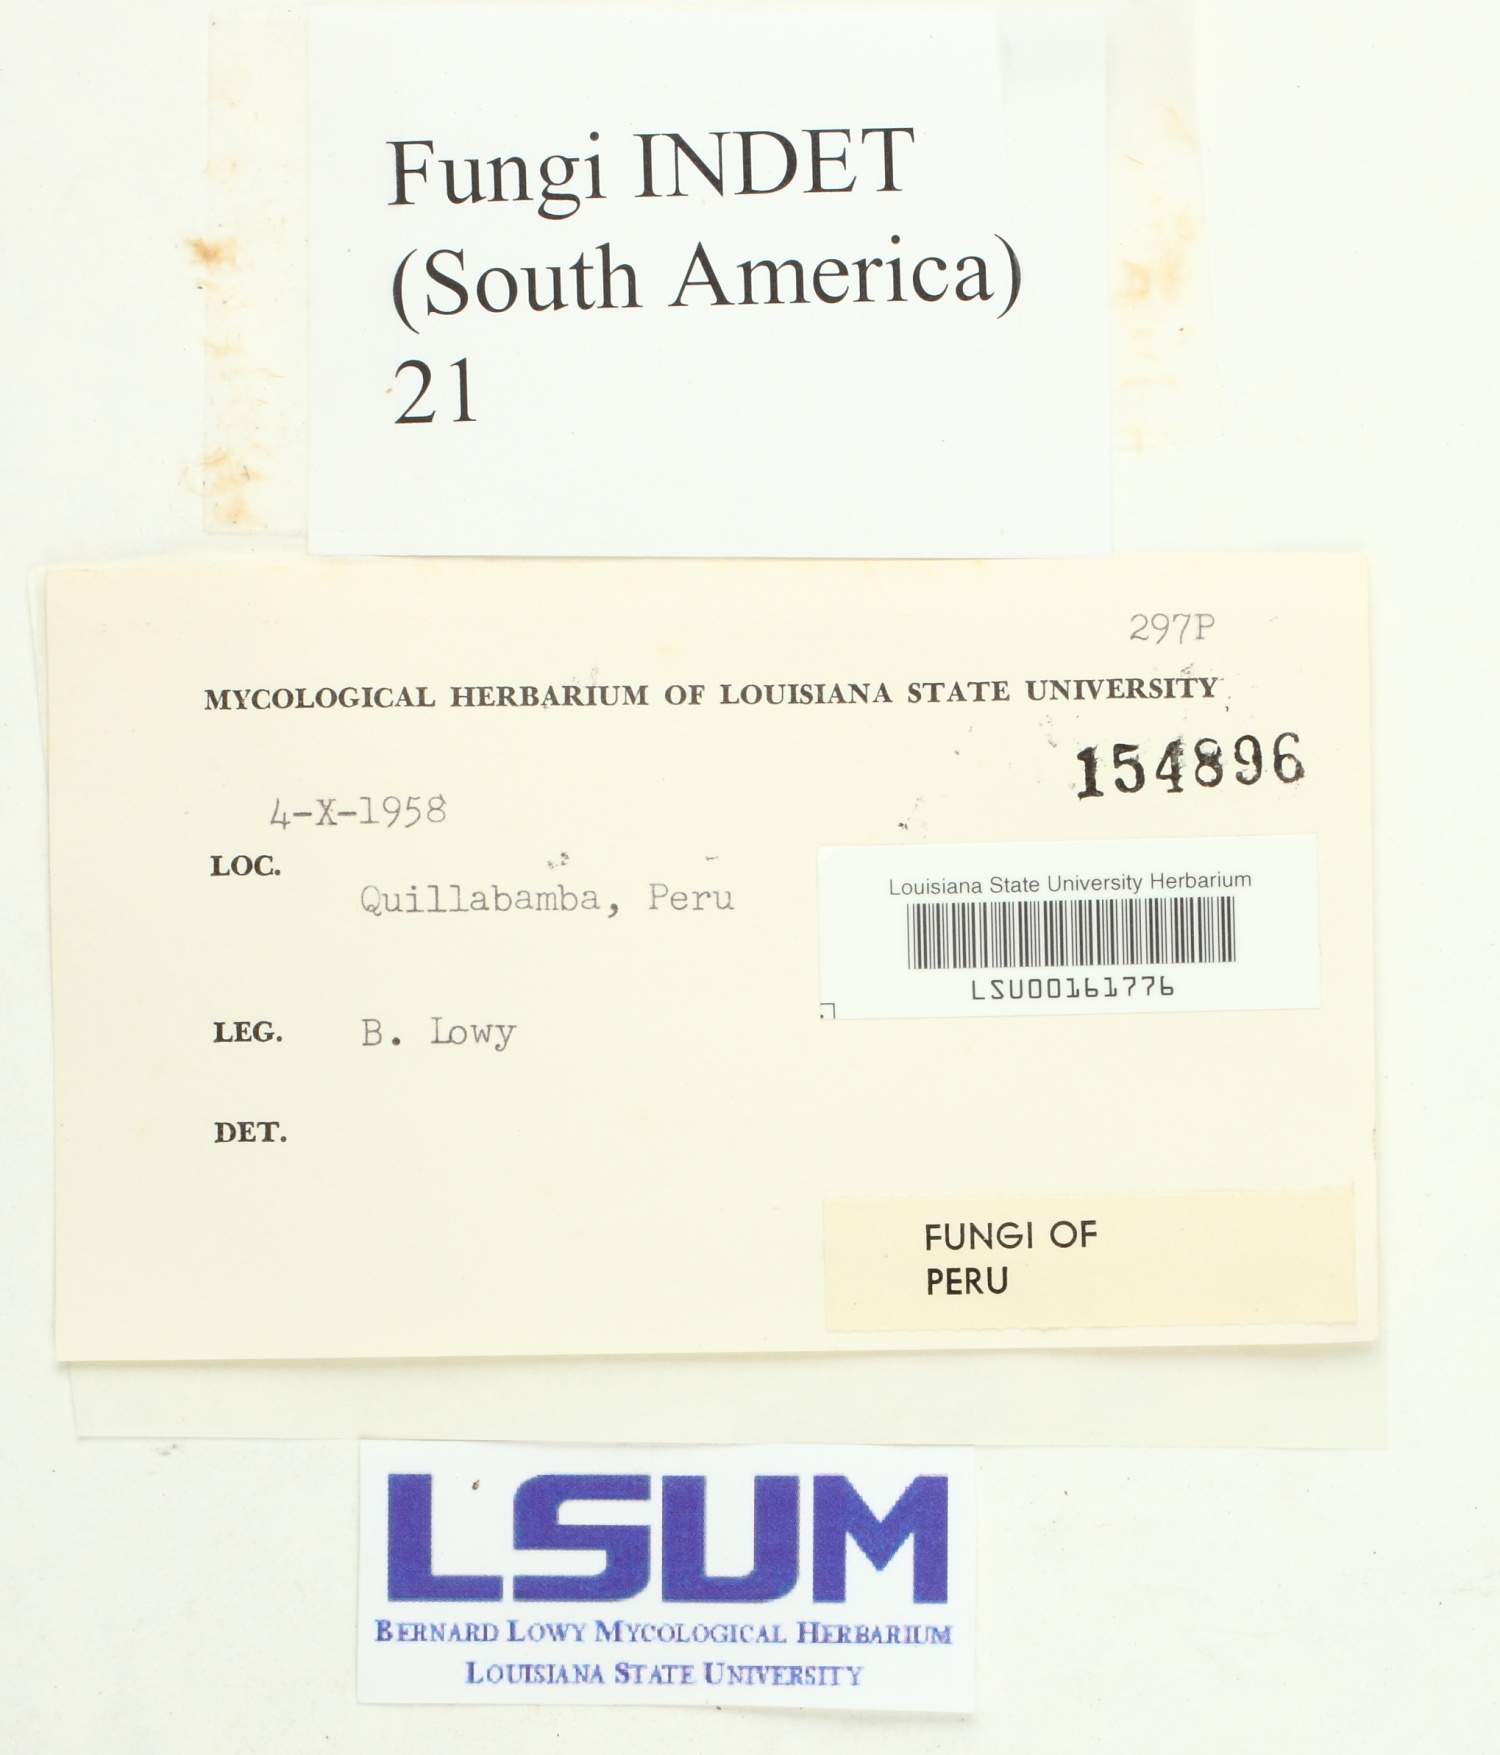 Fungi INDET
(South America)
21
297P
MYCOLOGICAL HERBARIUM OF LOUISIANA STATE UNIVERSITY
154896
4-X-1958
LOC.
Quillabamba, Peru
Louisiana State University Herbarium
LSU00161776
LEG. B. Lowy
DET.
FUNGI OF
PERU
LSUM
BERNARD LOWY MYCOLOGICAL HERBARIUM
LOUISIANA STATE UNIVERSITY